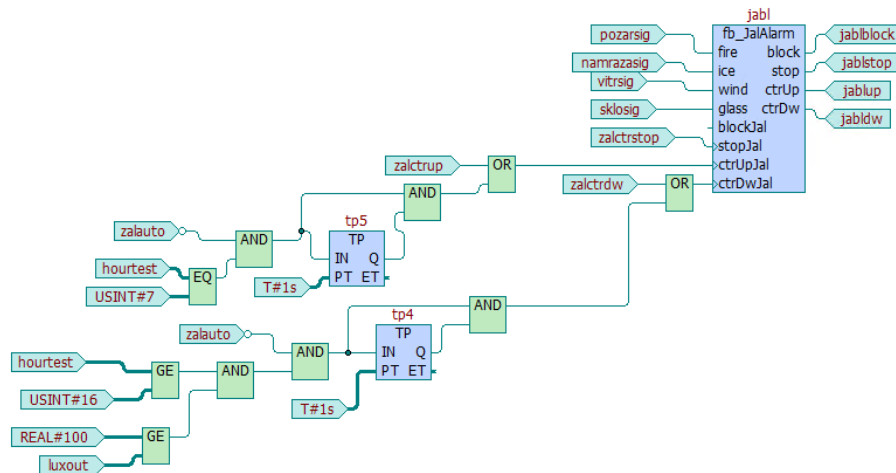 jabl
pozarsig fb_JalAlarm jablblock
fire block
namrazasig ice stop jablstop
vitrsig wind ctrUp jablup
sklosig glass ctrDw jabldw
blockJal
zalctrstop stopJal
zalctrup OR ctrUpJal
zalctrdw OR ctrDwJal
AND
tp5
zalauto AND TP
IN Q
hourtest EQ PT ET
USINT#7 T#1s
AND
tp4
zalauto TP
AND IN Q
hourtest GE AND PT ET
USINT#16 T#1s
REAL#100 GE
luxout